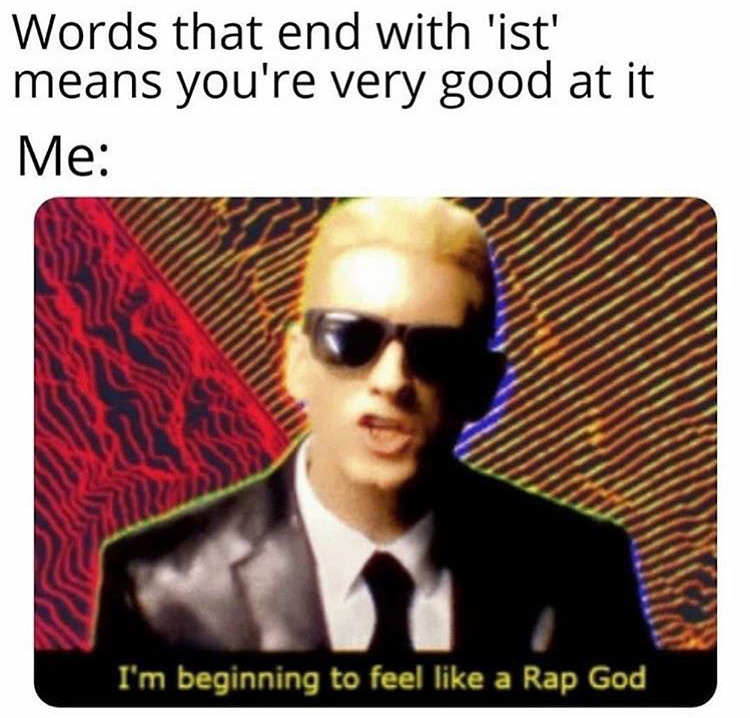 Words that end with 'ist'
means you're very good at it
Me:
I'm beginning to feel like a Rap God